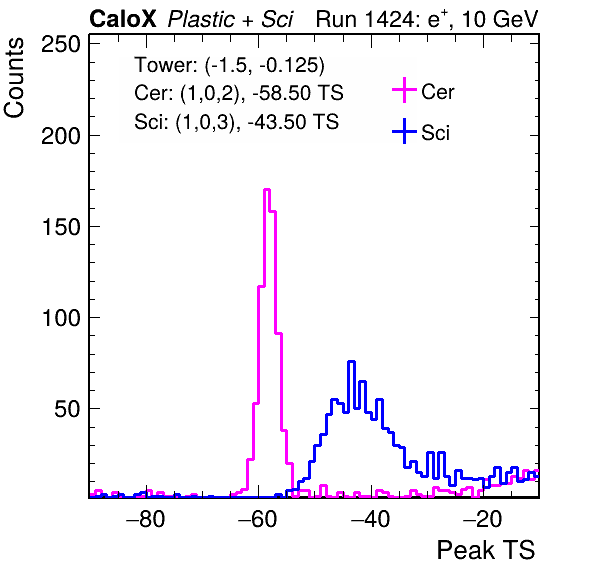 CaloX Plastic + Sci Run 1424: e⁺, 10 GeV
Counts
250
200
150
100
50
Tower: (-1.5, -0.125)
Cer: (1,0,2), -58.50 TS
Sci: (1,0,3), -43.50 TS
Cer
Sci
−80 −60 −40 −20
Peak TS